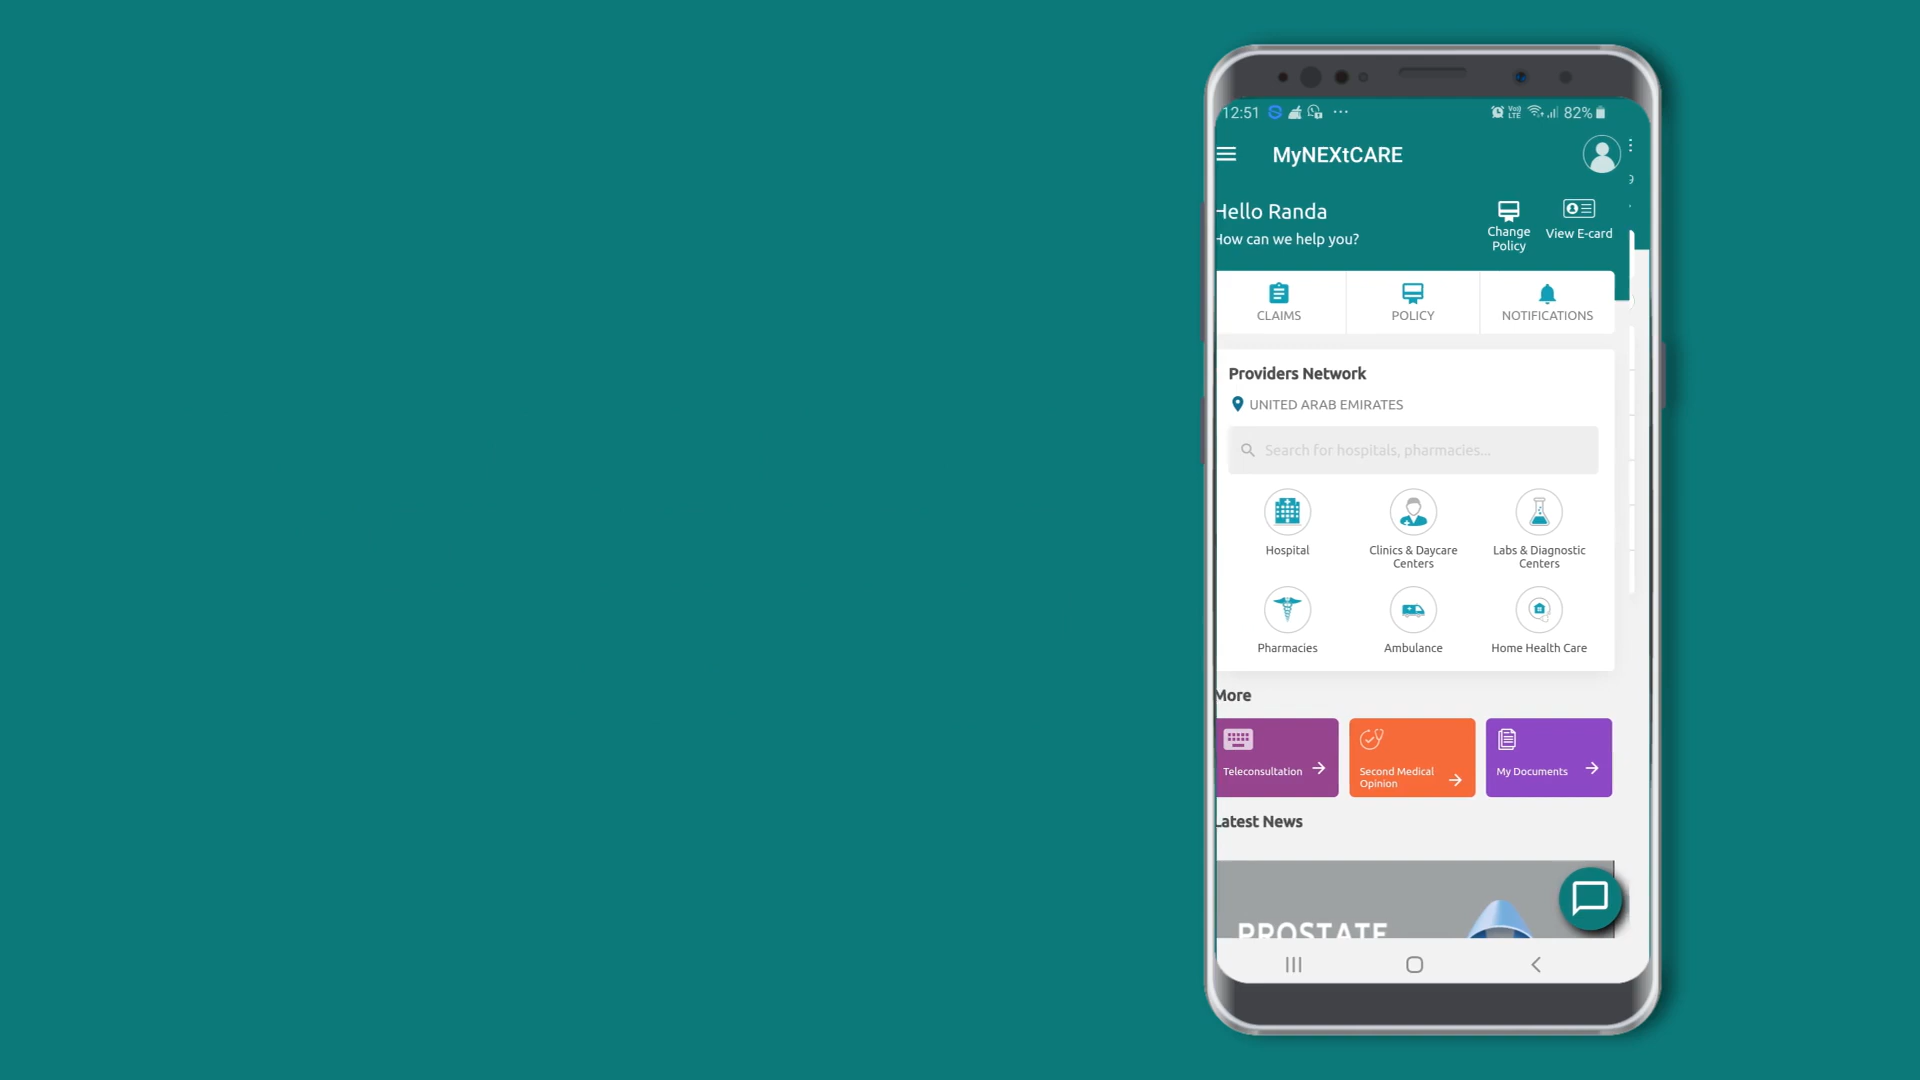 12:51 82%
MyNEXtCARE
Hello Randa
How can we help you?
Change
Policy
View E-card
CLAIMS
POLICY
NOTIFICATIONS
Providers Network
UNITED ARAB EMIRATES
Search for hospitals, pharmacies...
Hospital
Clinics & Daycare
Centers
Labs & Diagnostic
Centers
Pharmacies
Ambulance
Home Health Care
More
Teleconsultation
Second Medical
Opinion
My Documents
Latest News
PROSTATE